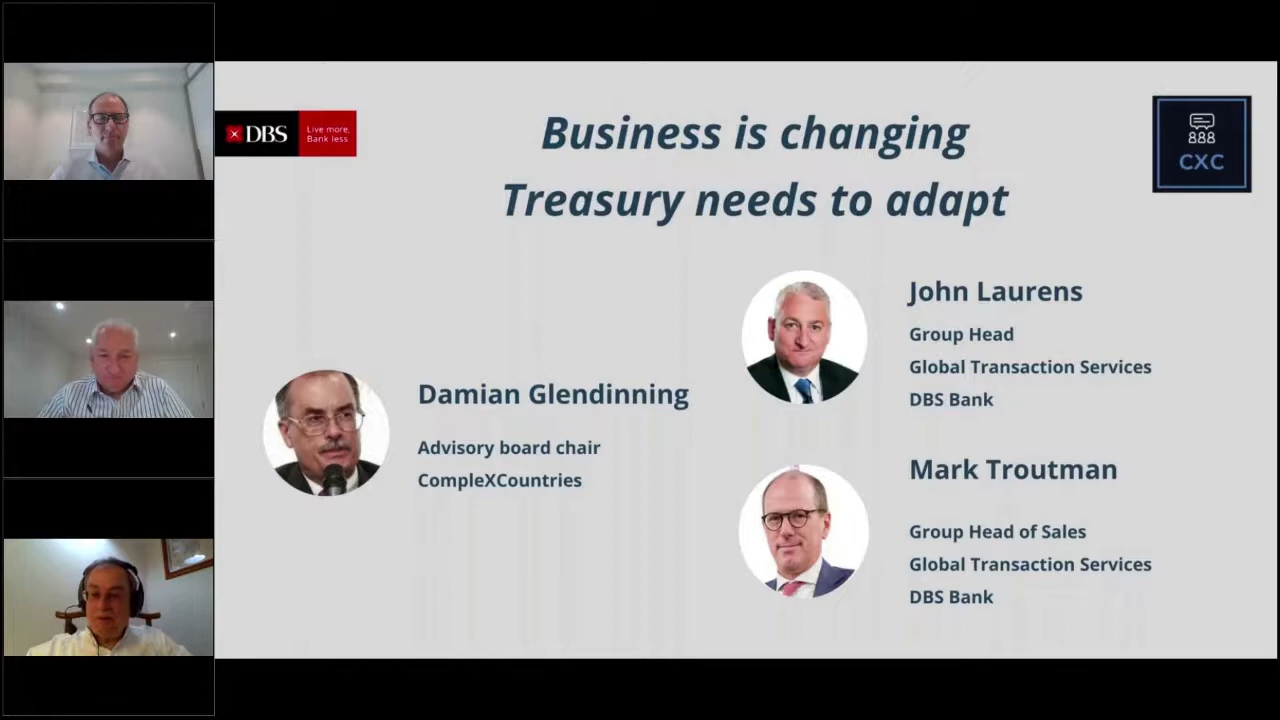 DBS
Live more,
Bank less
Business is changing
Treasury needs to adapt
CXC
John Laurens
Group Head
Global Transaction Services
DBS Bank
Damian Glendinning
Advisory board chair
CompleXCountries
Mark Troutman
Group Head of Sales
Global Transaction Services
DBS Bank